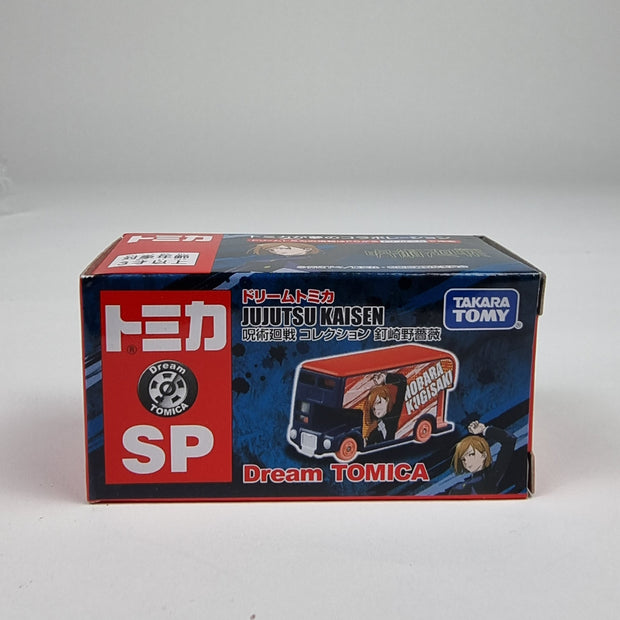 トミカ
ドリームトミカ
JUJUTSU KAISEN
呪術廻戦 コレクション 釘崎野薔薇
TAKARA
TOMY
トミカ
®
Dream
TOMICA
SP
NOBARA
KUGISAKI
Dream TOMICA